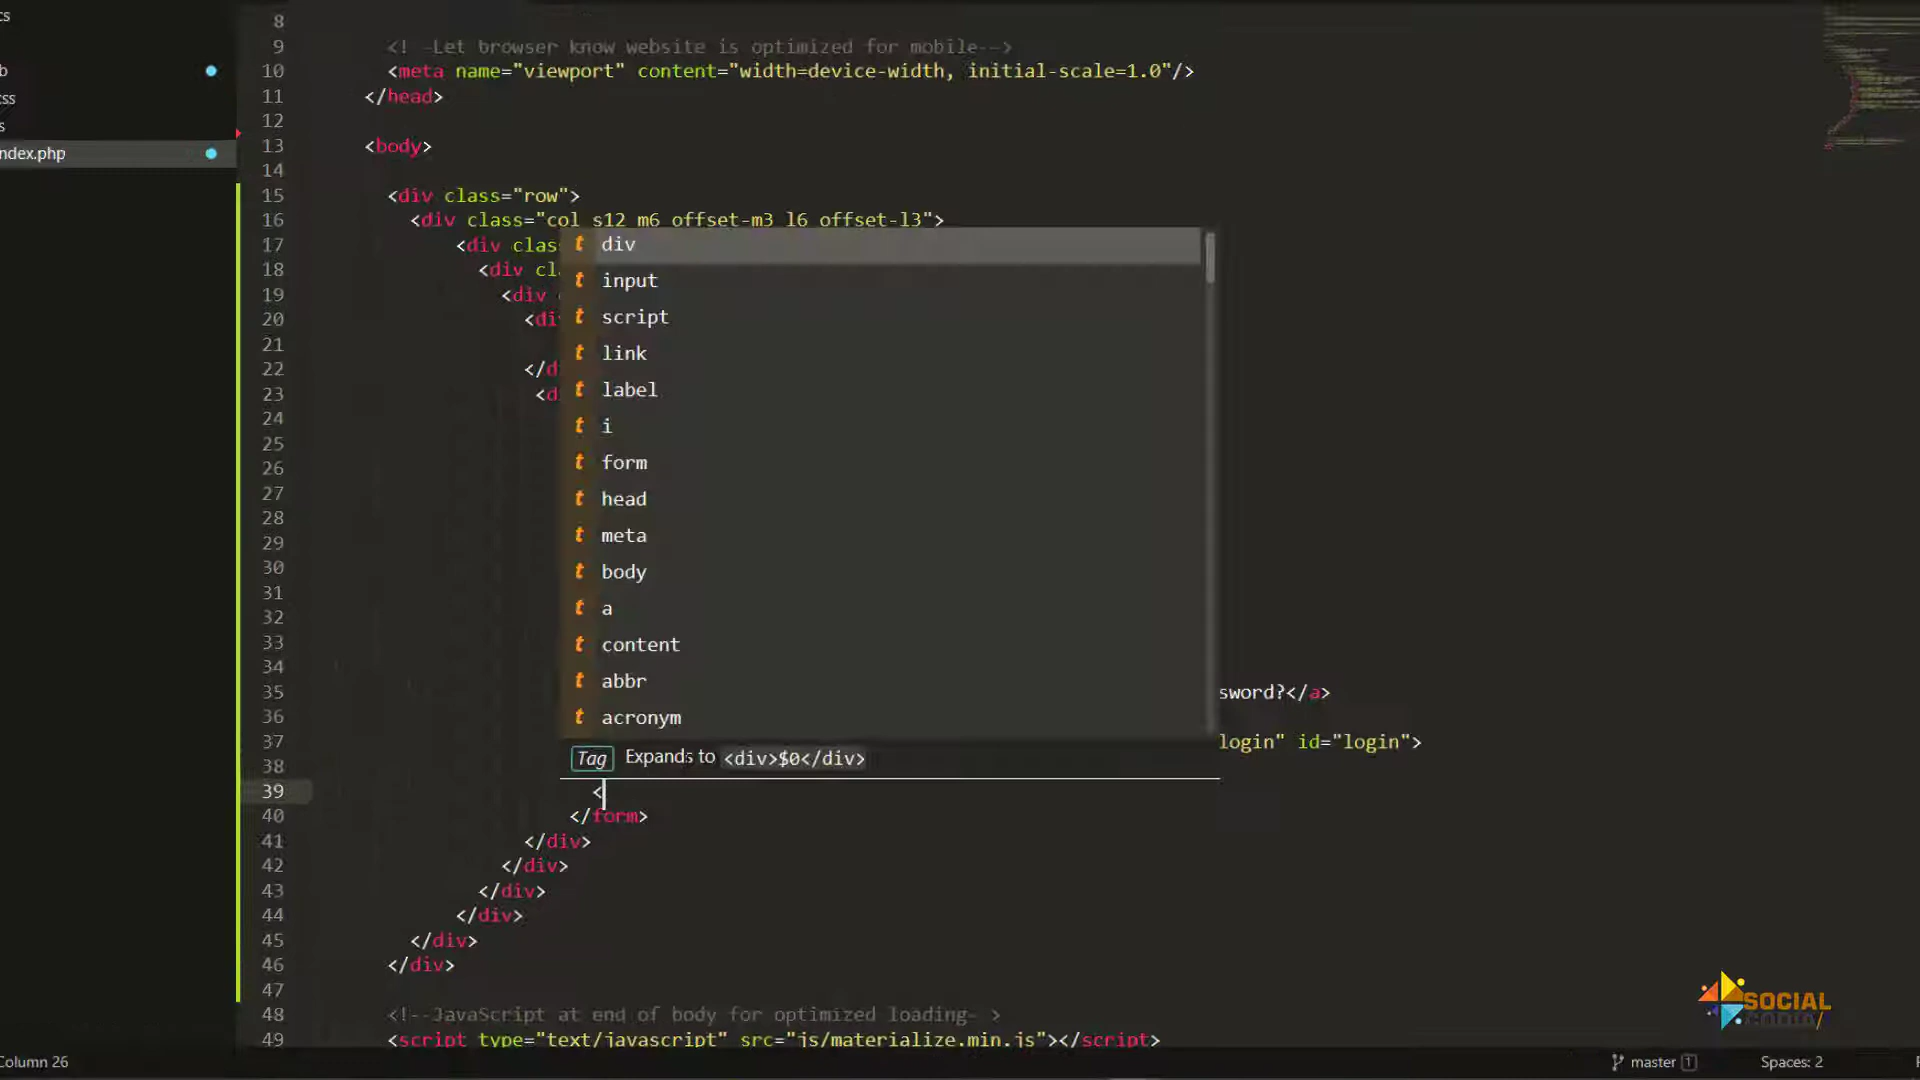 cs
b
css
s
ndex.php
8
9 <!--Let browser know website is optimized for mobile-->
10 <meta name="viewport" content="width=device-width, initial-scale=1.0"/>
11 </head>
12
13 <body>
14
15 <div class="row">
16 <div class="col s12 m6 offset-m3 l6 offset-l3">
17 <div clas
18 <div cl
19 <div
20 <di
21
22 </d
23 <d
24
25
26
27
28
29
30
31
32
33
34
35 sword?</a>
36
37 login" id="login">
38
39 <
40 </form>
41 </div>
42 </div>
43 </div>
44 </div>
45 </div>
46 </div>
47
48 <!--JavaScript at end of body for optimized loading-->
49 <script type="text/javascript" src="js/materialize.min.js"></script>
t div
t input
t script
t link
t label
t i
t form
t head
t meta
t body
t a
t content
t abbr
t acronym
Tag Expands to <div>$0</div>
SOCIAL
Column 26
master 1
Spaces: 2